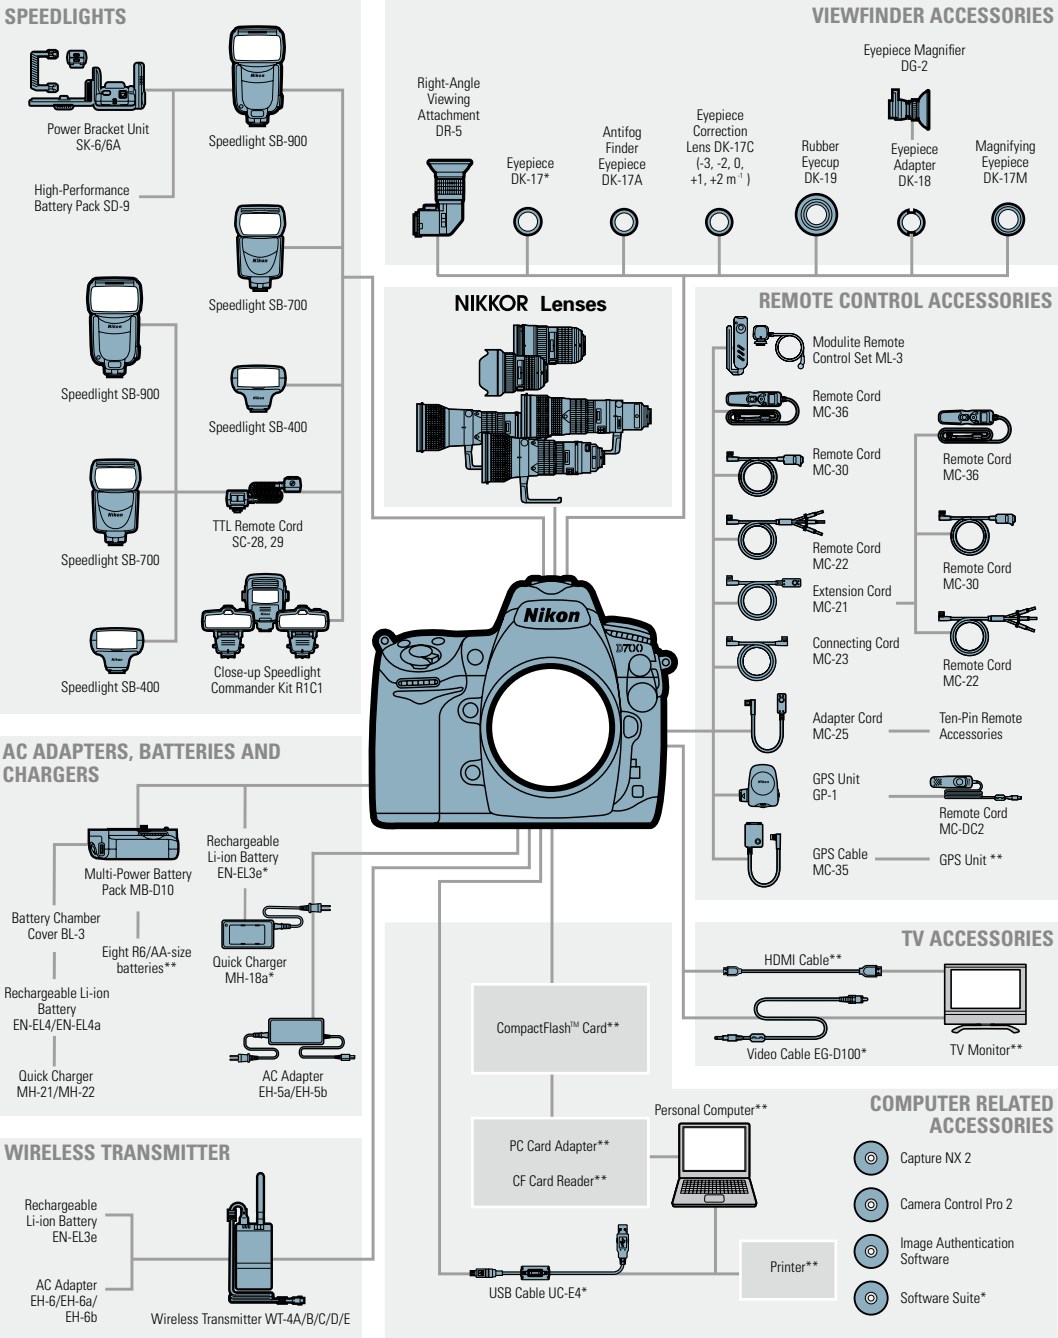 SPEEDLIGHTS
Power Bracket Unit
SK-6/6A
Speedlight SB-900
High-Performance
Battery Pack SD-9
Speedlight SB-700
Speedlight SB-900
Speedlight SB-400
TTL Remote Cord
SC-28, 29
Speedlight SB-700
Close-up Speedlight
Commander Kit R1C1
Speedlight SB-400
VIEWFINDER ACCESSORIES
Right-Angle
Viewing
Attachment
DR-5
Eyepiece
DK-17*
Antifog
Finder
Eyepiece
DK-17A
Eyepiece
Correction
Lens DK-17C
(-3, -2, 0,
+1, +2 m⁻¹ )
Rubber
Eyecup
DK-19
Eyepiece Magnifier
DG-2
Eyepiece
Adapter
DK-18
Magnifying
Eyepiece
DK-17M
NIKKOR Lenses
REMOTE CONTROL ACCESSORIES
Modulite Remote
Control Set ML-3
Remote Cord
MC-36
Remote Cord
MC-30
Remote Cord
MC-22
Extension Cord
MC-21
Connecting Cord
MC-23
Adapter Cord
MC-25
GPS Unit
GP-1
GPS Cable
MC-35
Remote Cord
MC-36
Remote Cord
MC-30
Remote Cord
MC-22
Ten-Pin Remote
Accessories
Remote Cord
MC-DC2
GPS Unit **
Nikon
D700
AC ADAPTERS, BATTERIES AND
CHARGERS
Multi-Power Battery
Pack MB-D10
Rechargeable
Li-ion Battery
EN-EL3e*
Battery Chamber
Cover BL-3
Eight R6/AA-size
batteries**
Quick Charger
MH-18a*
Rechargeable Li-ion
Battery
EN-EL4/EN-EL4a
Quick Charger
MH-21/MH-22
AC Adapter
EH-5a/EH-5b
TV ACCESSORIES
HDMI Cable**
Video Cable EG-D100*
TV Monitor**
CompactFlash™ Card**
PC Card Adapter**
CF Card Reader**
Personal Computer**
USB Cable UC-E4*
Printer**
COMPUTER RELATED
ACCESSORIES
Capture NX 2
Camera Control Pro 2
Image Authentication
Software
Software Suite*
WIRELESS TRANSMITTER
Rechargeable
Li-ion Battery
EN-EL3e
AC Adapter
EH-6/EH-6a/
EH-6b
Wireless Transmitter WT-4A/B/C/D/E